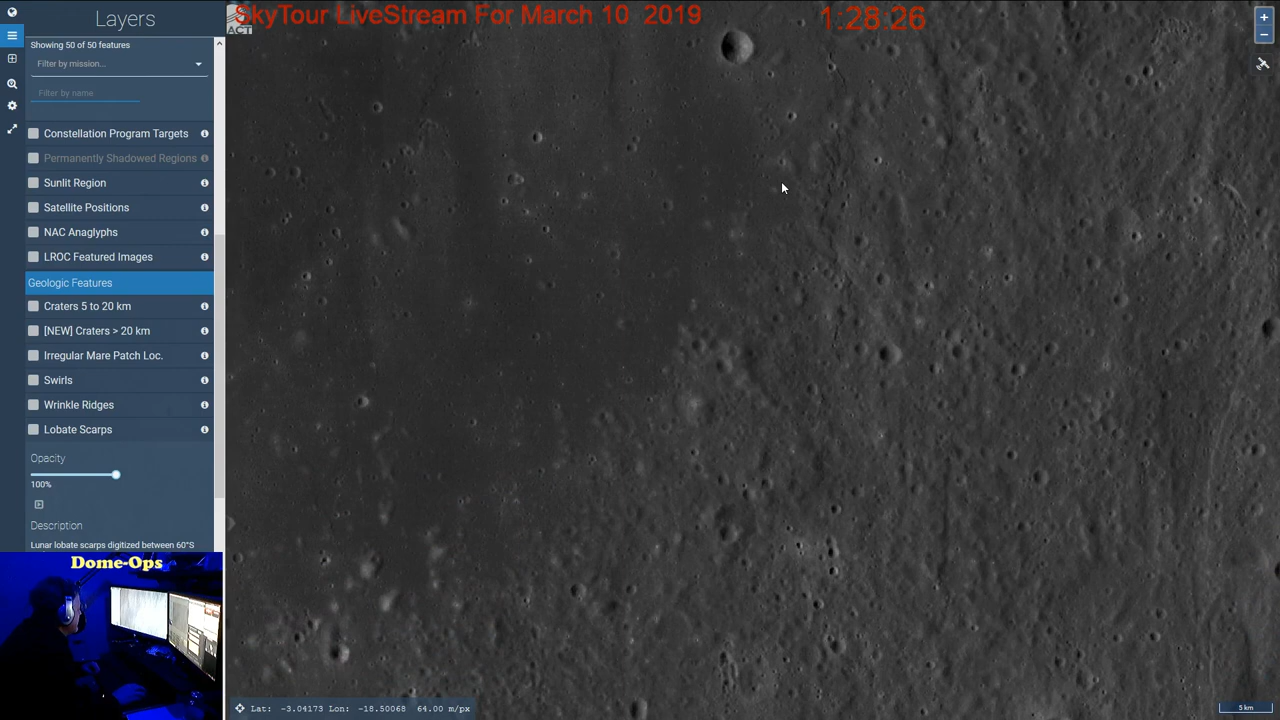 Layers
SkyTour LiveStream For March 10 2019
1:28:26
ACT
Showing 50 of 50 features
Filter by mission...
Filter by name
Constellation Program Targets
Permanently Shadowed Regions
Sunlit Region
Satellite Positions
NAC Anaglyphs
LROC Featured Images
Geologic Features
Craters 5 to 20 km
[NEW] Craters > 20 km
Irregular Mare Patch Loc.
Swirls
Wrinkle Ridges
Lobate Scarps
Opacity
100%
Description
Lunar lobate scarps digitized between 60°S
Dome-Ops
Lat: -3.04173 Lon: -18.50068 64.00 m/px
5 km